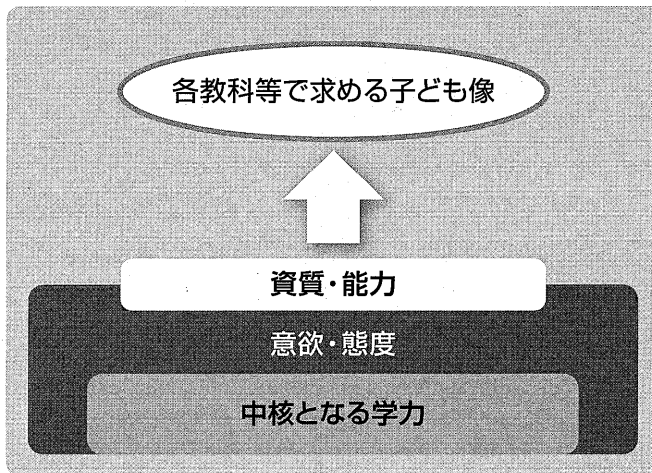 各教科等で求める子ども像
資質・能力
意欲・態度
中核となる学力